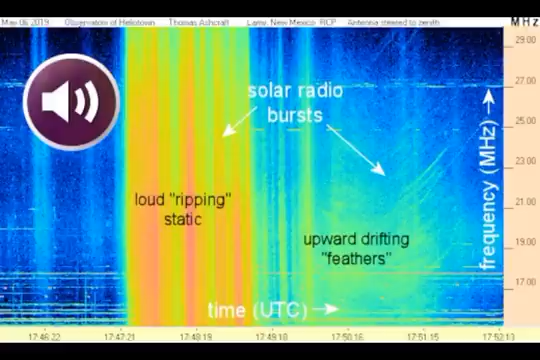 May 06 2019 Observatory of Heliotown Thomas Ashcraft Lamy, New Mexico RCP Antenna steered to zenith MHz
29.00
27.00
solar radio
bursts
25.00
23.00
loud "ripping"
static
21.00
upward drifting
"feathers"
19.00
frequency (MHz)
17.00
time (UTC)
17:46:22 17:47:21 17:48:19 17:49:18 17:50:16 17:51:15 17:52:13